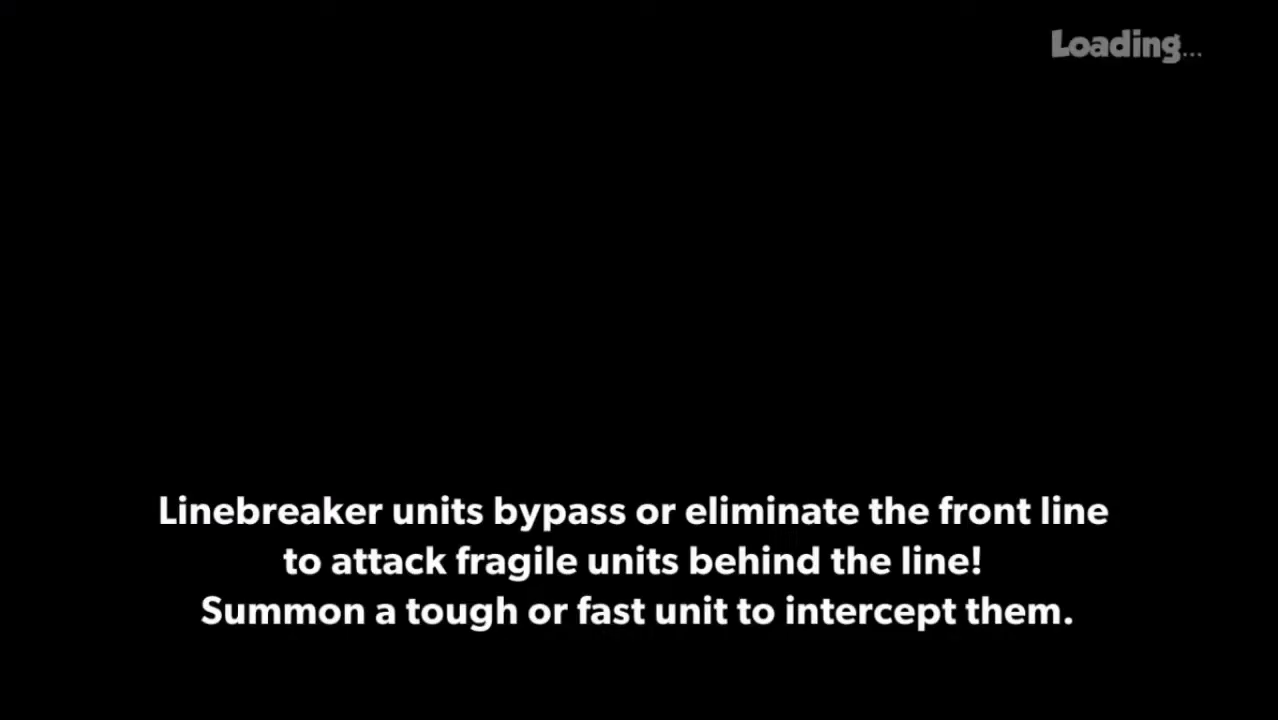 Loading...
Linebreaker units bypass or eliminate the front line
to attack fragile units behind the line!
Summon a tough or fast unit to intercept them.